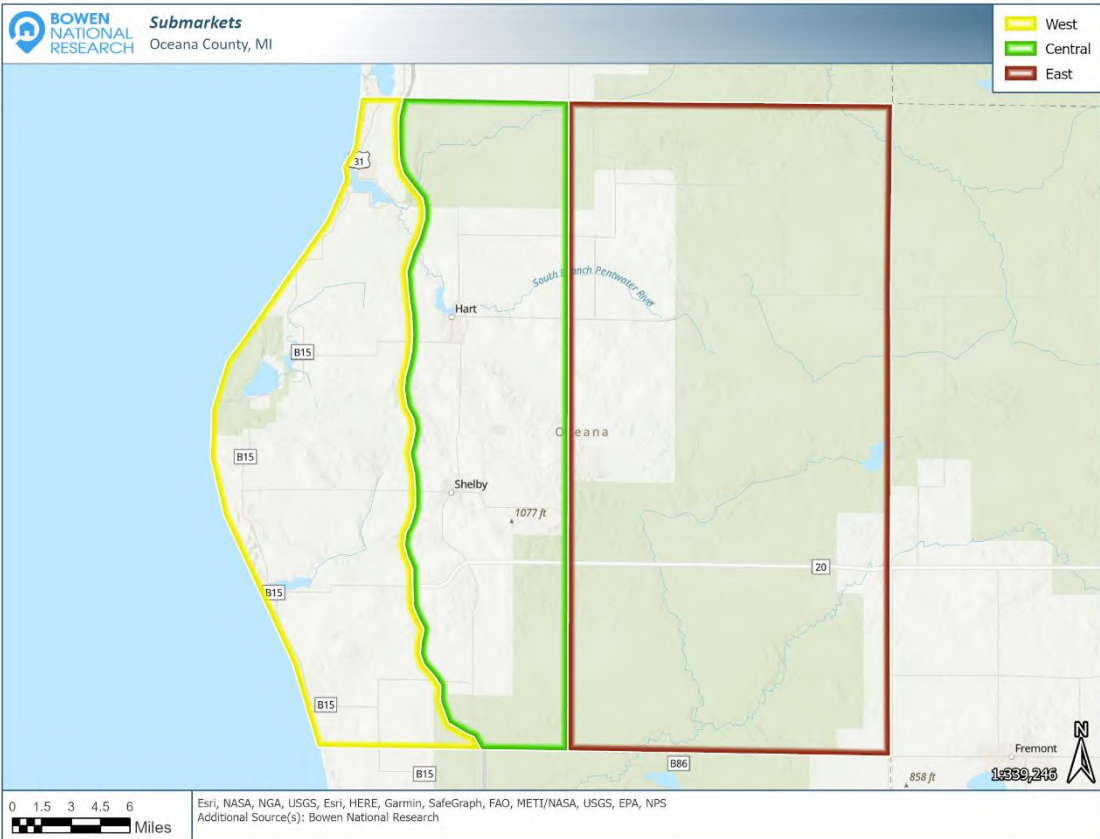 BOWEN
NATIONAL
RESEARCH
Submarkets
Oceana County, MI
West
Central
East
31
South Branch Pentwater River
Hart
B15
Oceana
B15
Shelby
1077 ft
20
B15
B15
B15
B86
Fremont
858 ft
N
1:339,246
0 1.5 3 4.5 6
Miles
Esri, NASA, NGA, USGS, Esri, HERE, Garmin, SafeGraph, FAO, METI/NASA, USGS, EPA, NPS
Additional Source(s): Bowen National Research